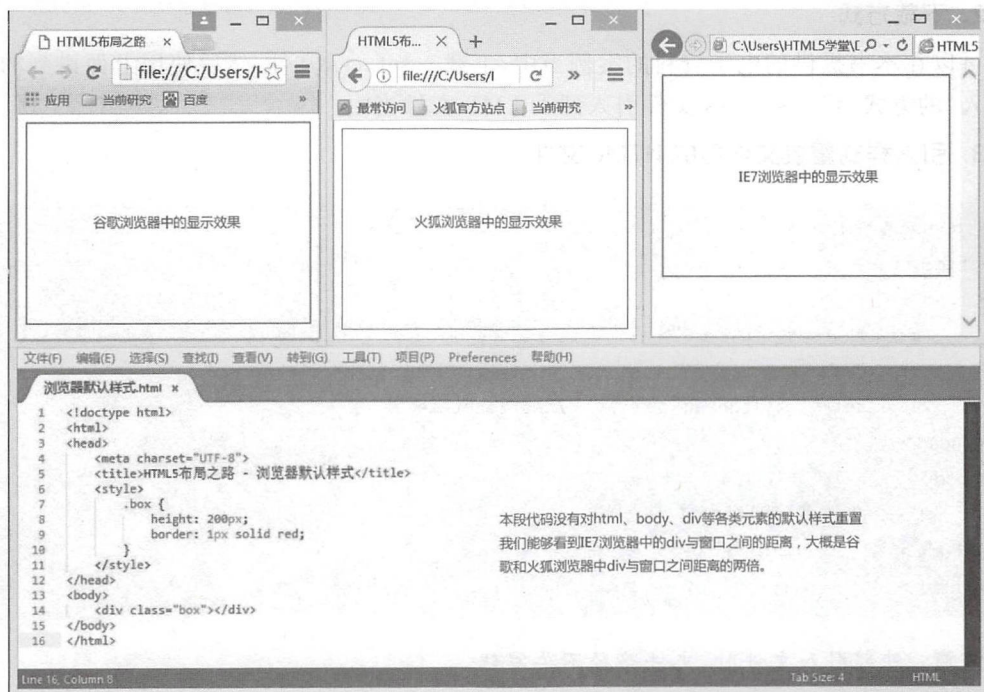 HTML5布局之路 ×
file:///C:/Users/H
应用 当前研究 百度 »
谷歌浏览器中的显示效果
HTML5布... × +
file:///C:/Users/I
»
最常访问 火狐官方站点 当前研究 »
火狐浏览器中的显示效果
C:\Users\HTML5学堂\[
HTML5
IE7浏览器中的显示效果
文件(F) 编辑(E) 选择(S) 查找(I) 查看(V) 转到(G) 工具(T) 项目(P) Preferences 帮助(H)
浏览器默认样式.html ×
1 <!doctype html>
2 <html>
3 <head>
4 <meta charset="UTF-8">
5 <title>HTML5布局之路 - 浏览器默认样式</title>
6 <style>
7 .box {
8 height: 200px;
9 border: 1px solid red;
10 }
11 </style>
12 </head>
13 <body>
14 <div class="box"></div>
15 </body>
16 </html>
本段代码没有对html、body、div等各类元素的默认样式重置
我们能够看到IE7浏览器中的div与窗口之间的距离，大概是谷
歌和火狐浏览器中div与窗口之间距离的两倍。
Line 16, Column 8
Tab Size: 4
HTML